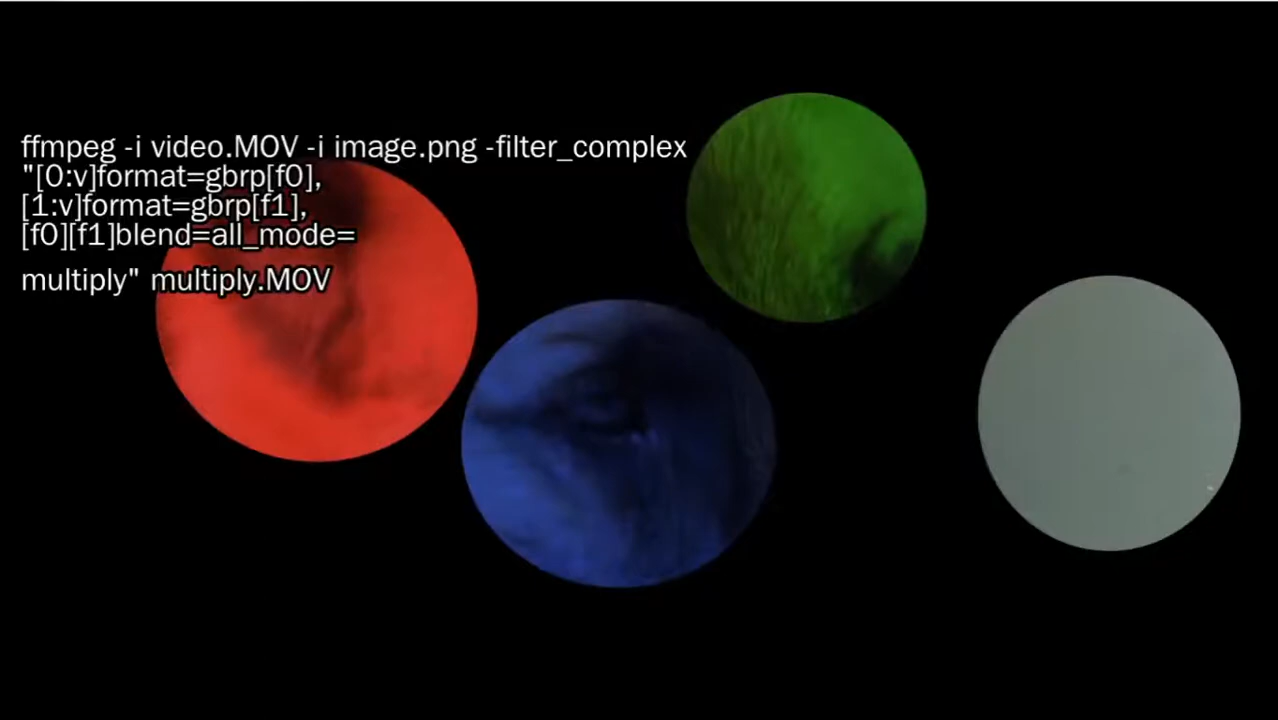 ffmpeg -i video.MOV -i image.png -filter_complex
"[0:v]format=gbrp[f0],
[1:v]format=gbrp[f1],
[f0][f1]blend=all_mode=
multiply" multiply.MOV